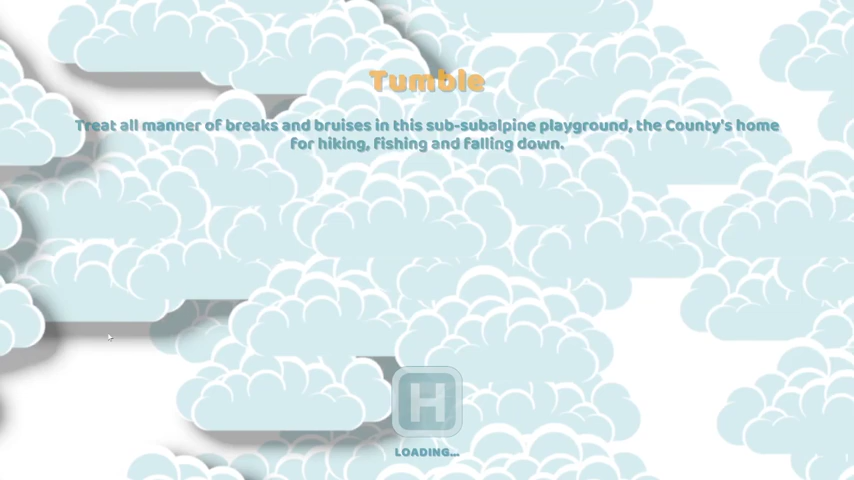 Tumble
Treat all manner of breaks and bruises in this sub-subalpine playground, the County's home
for hiking, fishing and falling down.
H
LOADING...